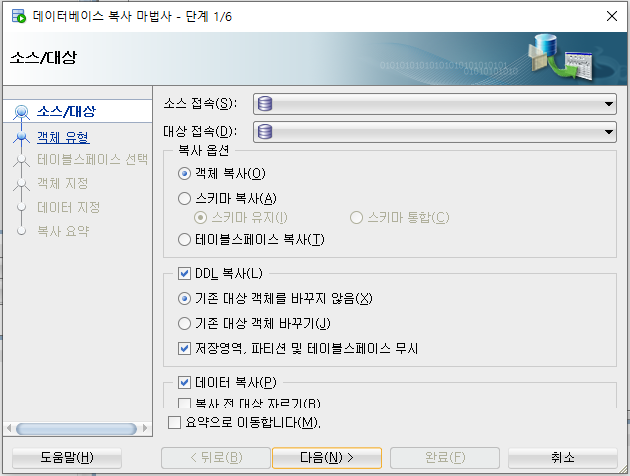 데이터베이스 복사 마법사 - 단계 1/6
소스/대상
소스/대상
객체 유형
테이블스페이스 선택
객체 지정
데이터 지정
복사 요약
소스 접속(S):
대상 접속(D):
복사 옵션
객체 복사(O)
스키마 복사(A)
스키마 유지(I) 스키마 통합(C)
테이블스페이스 복사(T)
DDL 복사(L)
기존 대상 객체를 바꾸지 않음(X)
기존 대상 객체 바꾸기(J)
저장영역, 파티션 및 테이블스페이스 무시
데이터 복사(P)
복사 전 대상 자르기(R)
요약으로 이동합니다(M).
도움말(H) < 뒤로(B) 다음(N) > 완료(F) 취소